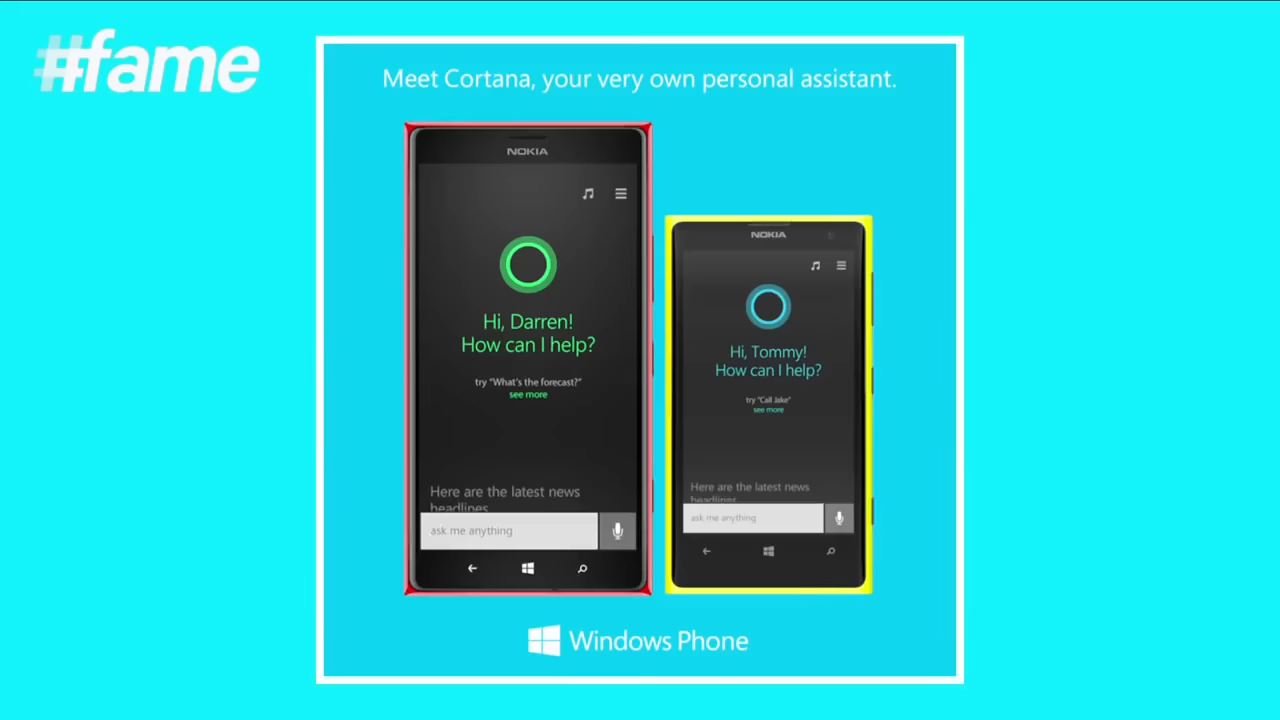 #fame
Meet Cortana, your very own personal assistant.
NOKIA
Hi, Darren!
How can I help?
try "What's the forecast?"
see more
Here are the latest news
headlines
ask me anything
NOKIA
Hi, Tommy!
How can I help?
try "Call Jake"
see more
Here are the latest news
headlines
ask me anything
Windows Phone